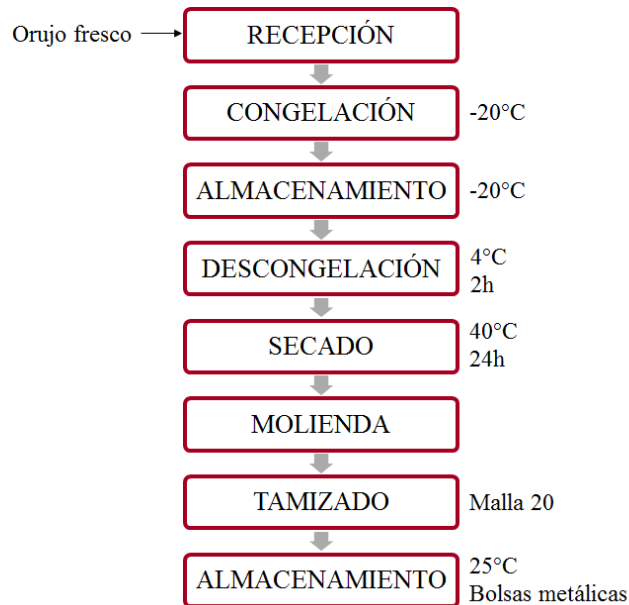 Orujo fresco
RECEPCIÓN
CONGELACIÓN
-20°C
ALMACENAMIENTO
-20°C
DESCONGELACIÓN
4°C
2h
SECADO
40°C
24h
MOLIENDA
TAMIZADO
Malla 20
ALMACENAMIENTO
25°C
Bolsas metálicas